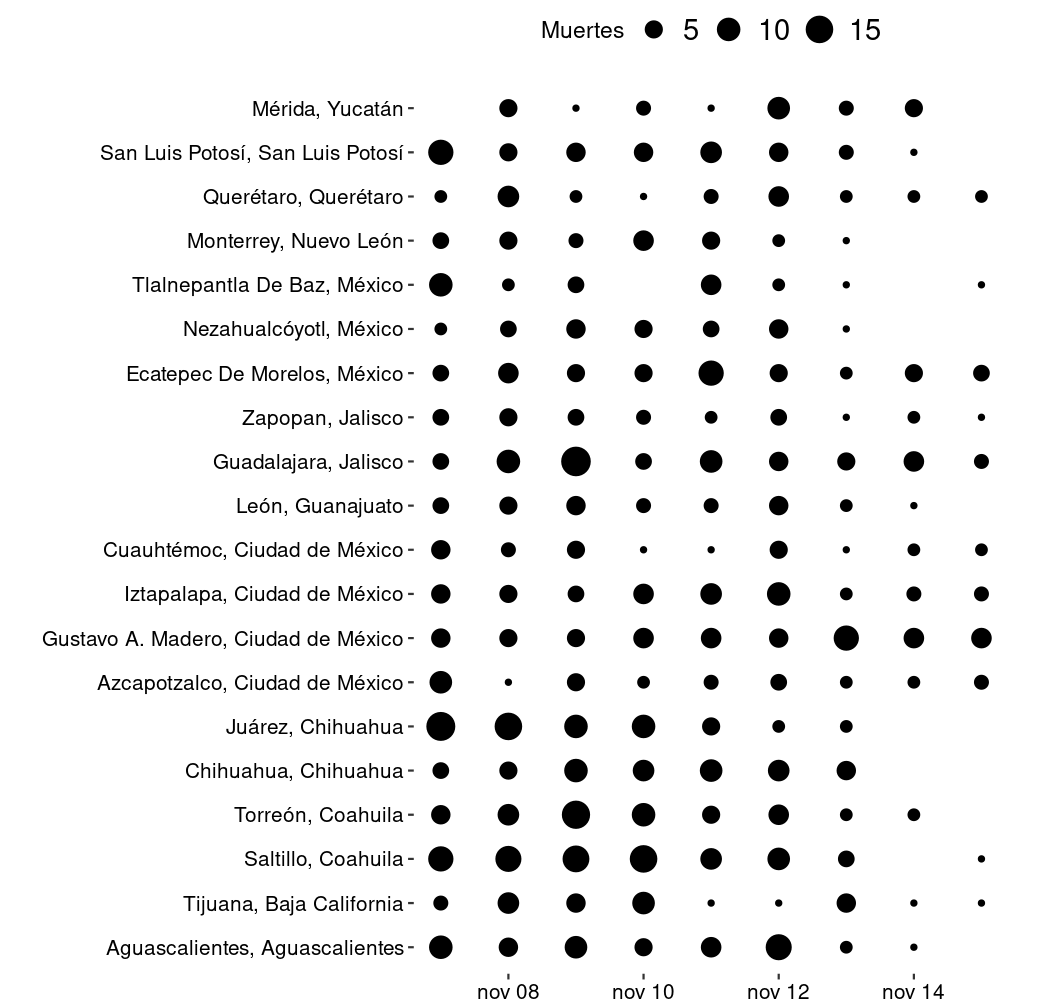 Muertes 5 10 15
Mérida, Yucatán
San Luis Potosí, San Luis Potosí
Querétaro, Querétaro
Monterrey, Nuevo León
Tlalnepantla De Baz, México
Nezahualcóyotl, México
Ecatepec De Morelos, México
Zapopan, Jalisco
Guadalajara, Jalisco
León, Guanajuato
Cuauhtémoc, Ciudad de México
Iztapalapa, Ciudad de México
Gustavo A. Madero, Ciudad de México
Azcapotzalco, Ciudad de México
Juárez, Chihuahua
Chihuahua, Chihuahua
Torreón, Coahuila
Saltillo, Coahuila
Tijuana, Baja California
Aguascalientes, Aguascalientes
nov 08 nov 10 nov 12 nov 14